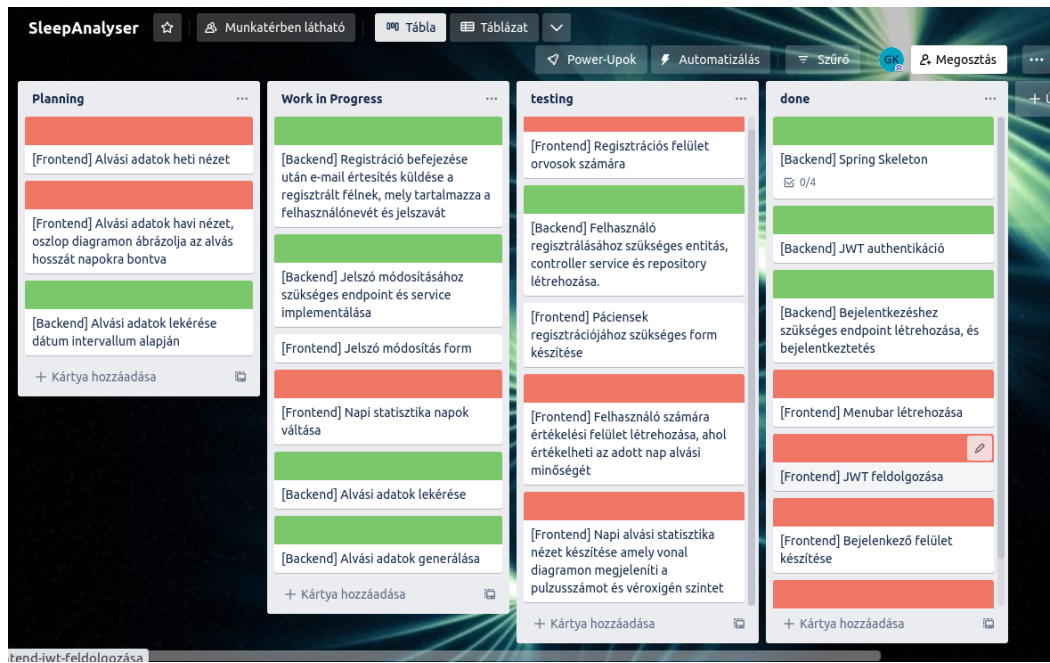 SleepAnalyser
Munkatérben látható
Tábla
Táblázat
Power-Upok
Automatizálás
Szűrő
GK
Megosztás
Planning
[Frontend] Alvási adatok heti nézet
[Frontend] Alvási adatok havi nézet,
oszlop diagramon ábrázolja az alvás
hosszát napokra bontva
[Backend] Alvási adatok lekérése
dátum intervallum alapján
+ Kártya hozzáadása
Work in Progress
[Backend] Registráció befejezése
után e-mail értesítés küldése a
regisztrált félnek, mely tartalmazza a
felhasználónevét és jelszavát
[Backend] Jelszó módosításához
szükséges endpoint és service
implementálása
[Frontend] Jelszó módosítás form
[Frontend] Napi statisztika napok
váltása
[Backend] Alvási adatok lekérése
[Backend] Alvási adatok generálása
+ Kártya hozzáadása
testing
[Frontend] Regisztrációs felület
orvosok számára
[Backend] Felhasználó
regisztrálásához szükséges entitás,
controller service és repository
létrehozása.
[frontend] Páciensek
regisztrációjához szükséges form
készítése
[Frontend] Felhasználó számára
értékelési felület létrehozása, ahol
értékelheti az adott nap alvási
minőségét
[Frontend] Napi alvási statisztika
nézet készítése amely vonal
diagramon megjeleníti a
pulzusszámot és véroxigén szintet
+ Kártya hozzáadása
done
[Backend] Spring Skeleton
0/4
[Backend] JWT authentikáció
[Backend] Bejelentkezéshez
szükséges endpoint létrehozása, és
bejelentkeztetés
[Frontend] Menubar létrehozása
[Frontend] JWT feldolgozása
[Frontend] Bejelenkező felület
készítése
+ Kártya hozzáadása
tend-jwt-feldolgozása